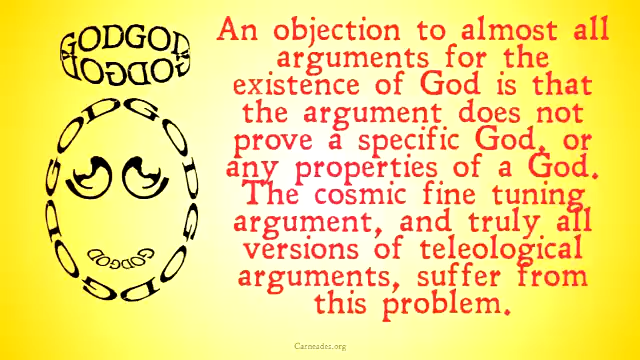 GODGOD
GODGOD
GODGODGODGOD
GODGOD
An objection to almost all
arguments for the
existence of God is that
the argument does not
prove a specific God, or
any properties of a God.
The cosmic fine tuning
argument, and truly all
versions of teleological
arguments, suffer from
this problem.
Carneades.org